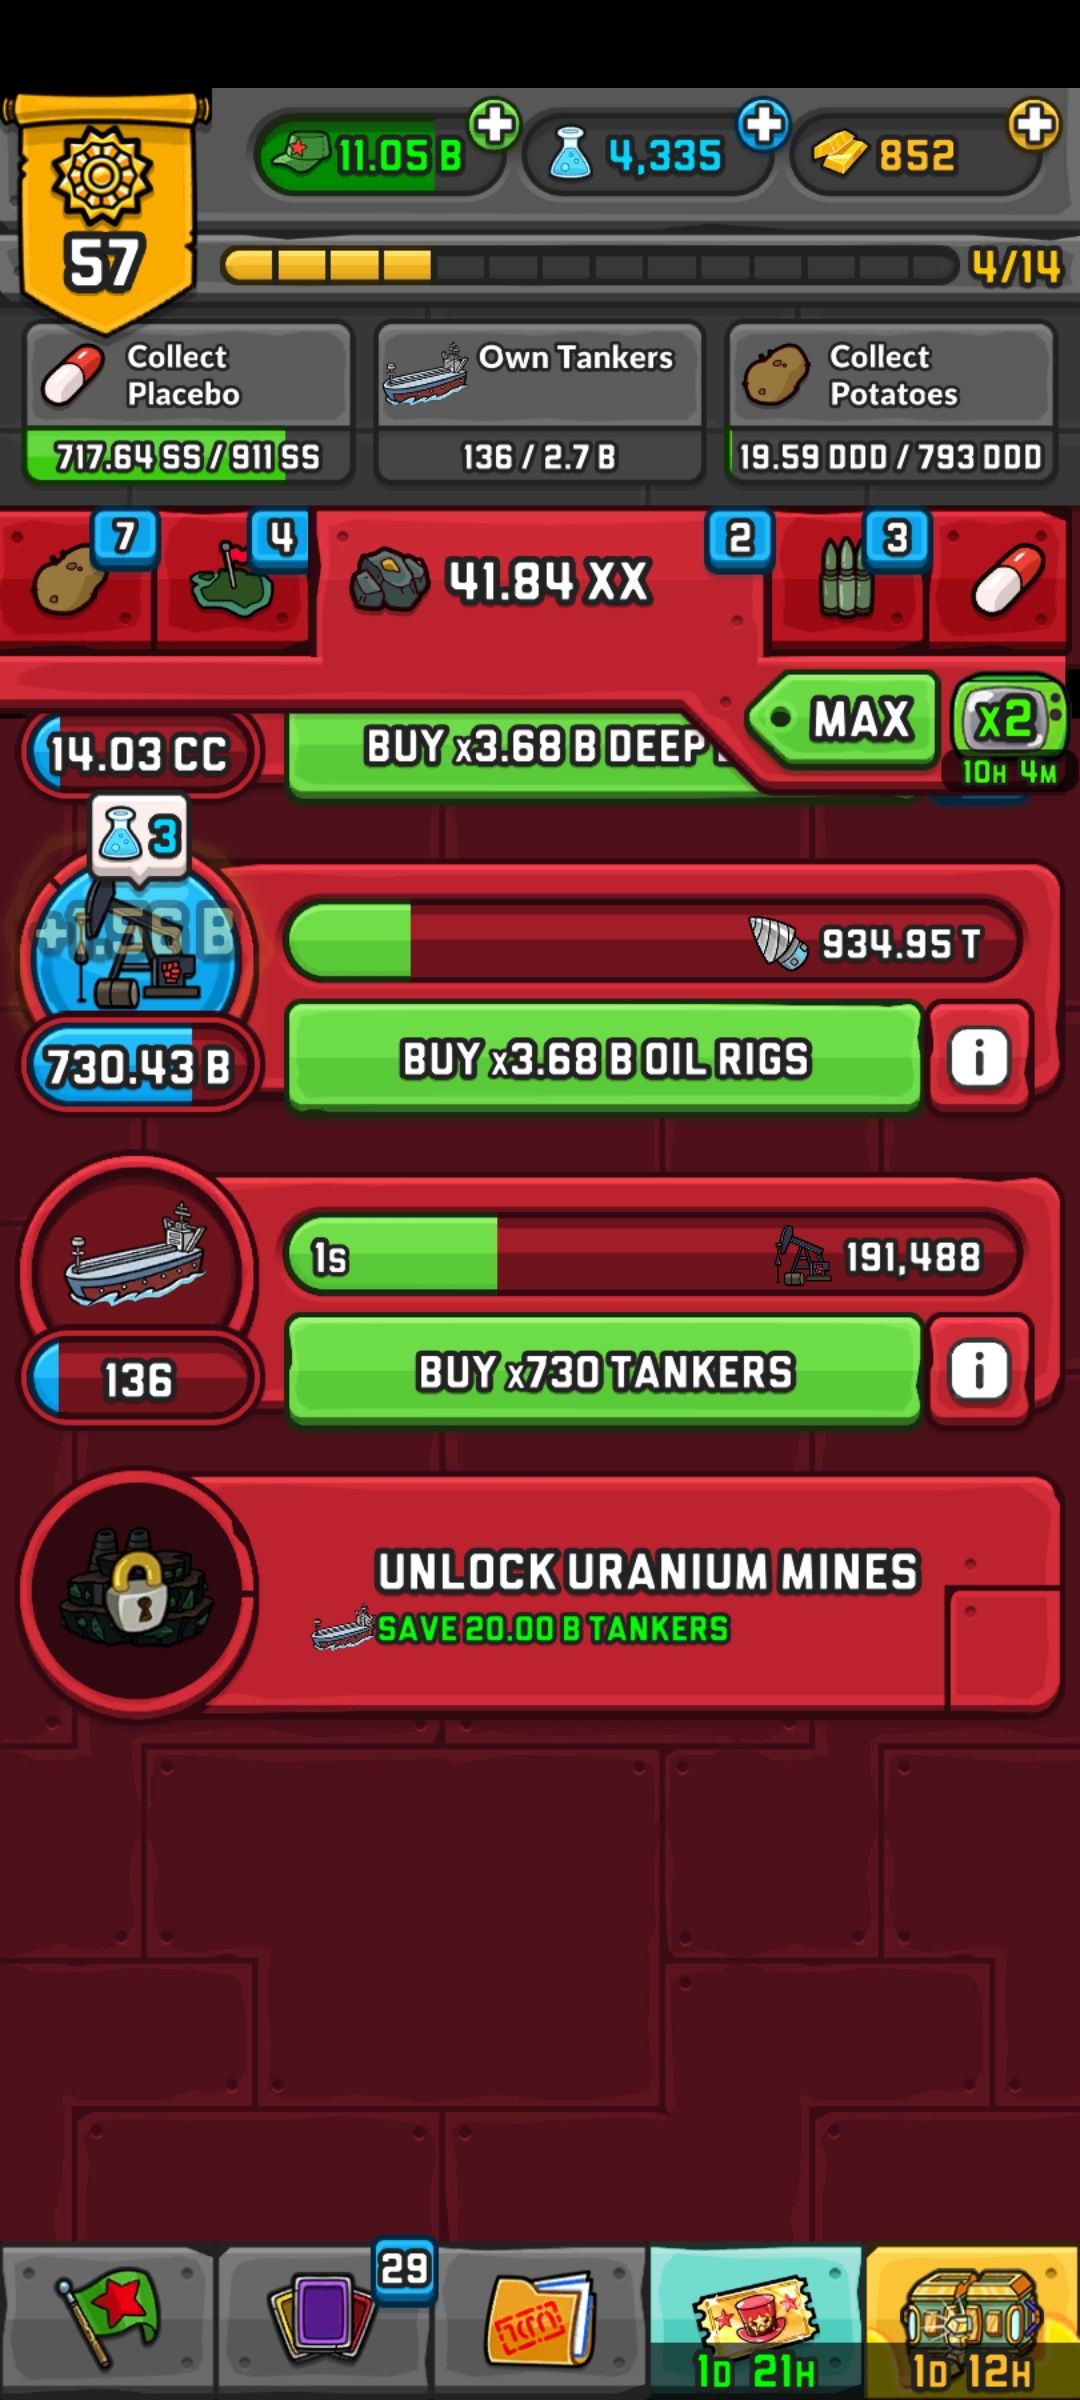 11.05 B
4,335
852
57
4/14
Collect
Placebo
717.64 SS / 911 SS
Own Tankers
136 / 2.7 B
Collect
Potatoes
19.59 DDD / 793 DDD
7
4
41.84 XX
2
3
MAX
x2
10H 4M
14.03 CC
BUY x3.68 B DEEP
3
+1.56 B
934.95 T
730.43 B
BUY x3.68 B OIL RIGS
i
1s
191,488
136
BUY x730 TANKERS
i
UNLOCK URANIUM MINES
SAVE 20.00 B TANKERS
29
1D 21H
1D 12H